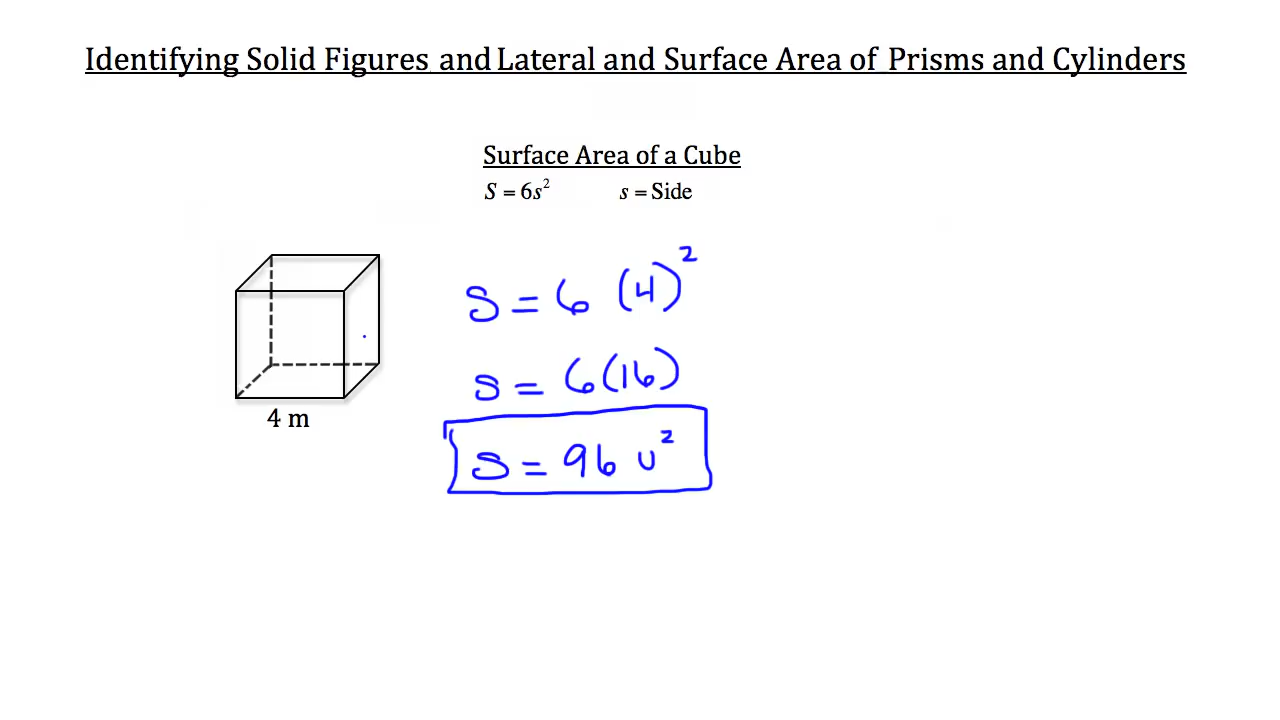 Identifying Solid Figures and Lateral and Surface Area of Prisms and Cylinders
Surface Area of a Cube
S = 6s² s = Side
S = 6 (4)²
S = 6(16)
S = 96 u²
4 m